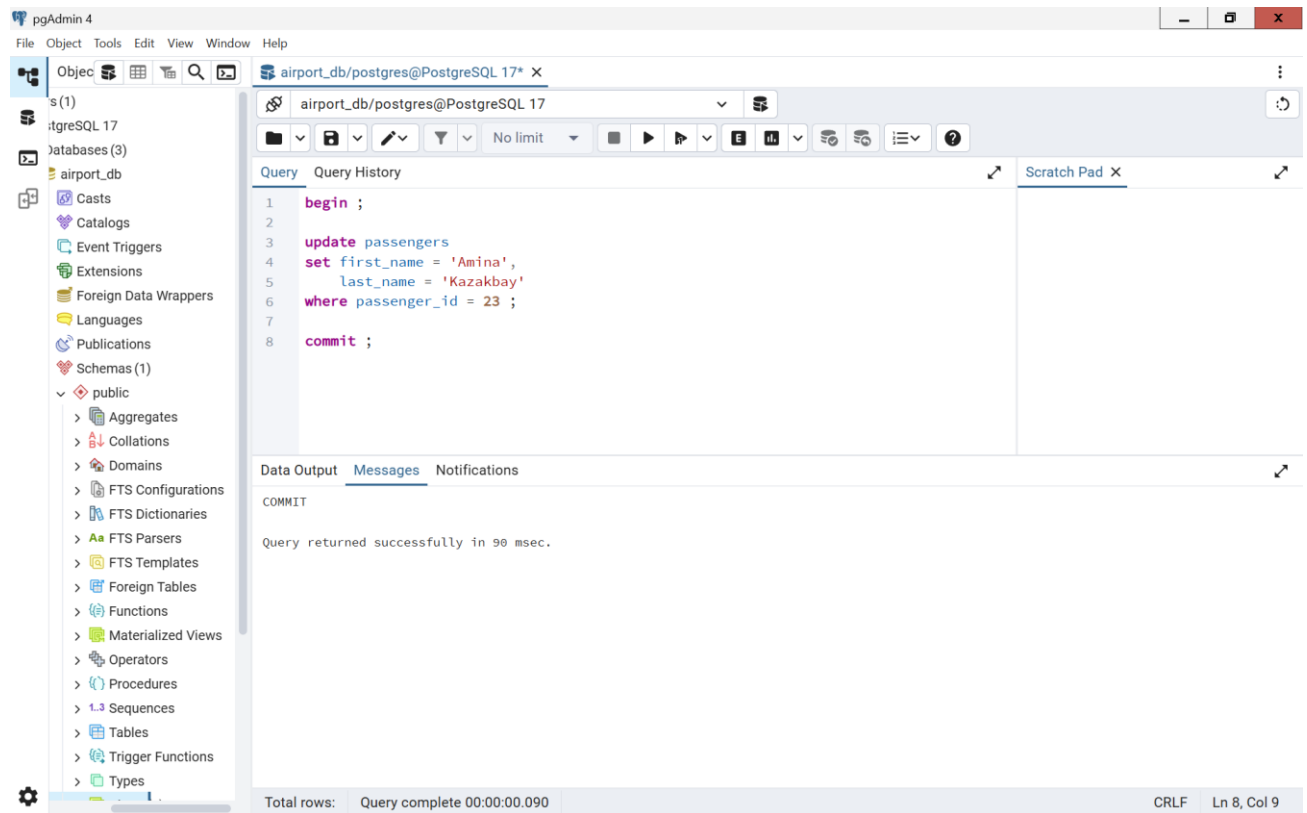 pgAdmin 4
File Object Tools Edit View Window Help
Objec
airport_db/postgres@PostgreSQL 17*
airport_db/postgres@PostgreSQL 17
No limit
E
Query Query History
Scratch Pad
s (1)
tgreSQL 17
Databases (3)
airport_db
Casts
Catalogs
Event Triggers
Extensions
Foreign Data Wrappers
Languages
Publications
Schemas (1)
public
Aggregates
Collations
Domains
FTS Configurations
FTS Dictionaries
Aa FTS Parsers
FTS Templates
Foreign Tables
Functions
Materialized Views
Operators
Procedures
1..3 Sequences
Tables
Trigger Functions
Types
1 begin ;
2
3 update passengers
4 set first_name = 'Amina',
5 last_name = 'Kazakbay'
6 where passenger_id = 23 ;
7
8 commit ;
Data Output Messages Notifications
COMMIT
Query returned successfully in 90 msec.
Total rows: Query complete 00:00:00.090
CRLF Ln 8, Col 9